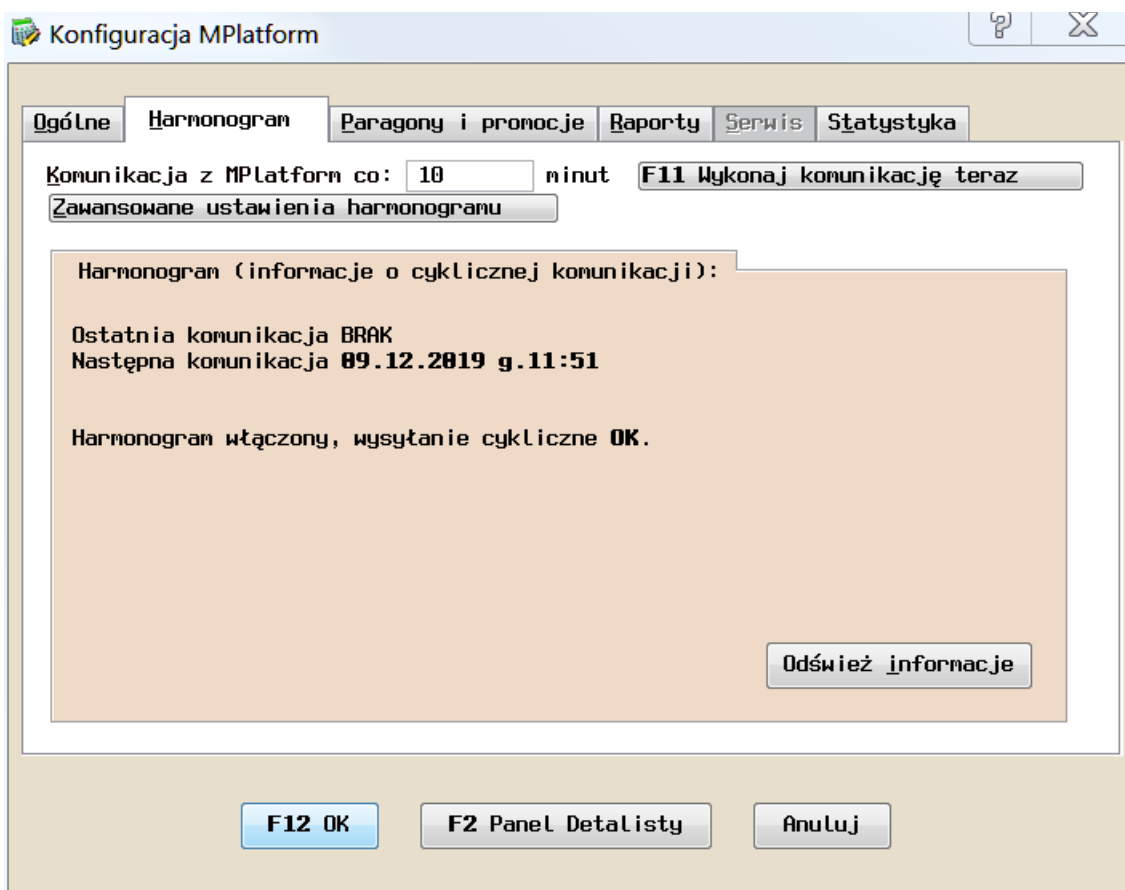 Konfiguracja MPlatform
Ogólne Harmonogram Paragony i promocje Raporty Serwis Statystyka
Komunikacja z MPlatform co: 10 minut F11 Wykonaj komunikację teraz
Zawansowane ustawienia harmonogramu
Harmonogram (informacje o cyklicznej komunikacji):
Ostatnia komunikacja BRAK
Następna komunikacja 09.12.2019 g.11:51
Harmonogram włączony, wysyłanie cykliczne OK.
Odśwież informacje
F12 OK F2 Panel Detalisty Anuluj